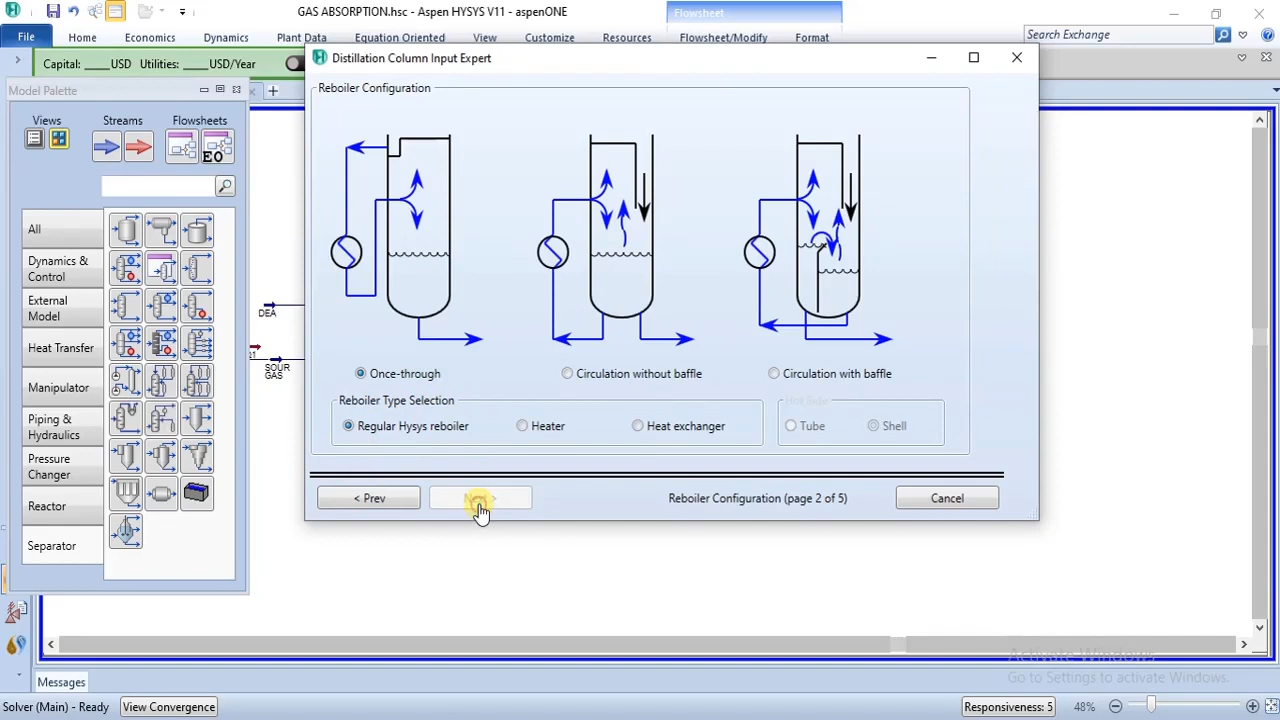 GAS ABSORPTION.hsc - Aspen HYSYS V11 - aspenONE
Flowsheet
File
Home
Economics
Dynamics
Plant Data
Equation Oriented
View
Customize
Resources
Flowsheet/Modify
Format
Search Exchange
Capital: ____USD Utilities: ____USD/Year
Distillation Column Input Expert
Model Palette
Reboiler Configuration
Views
Streams
Flowsheets
EO
All
Dynamics &
Control
External
Model
Heat Transfer
Manipulator
Piping &
Hydraulics
Pressure
Changer
Reactor
Separator
DEA
SOUR
GAS
Once-through
Circulation without baffle
Circulation with baffle
Reboiler Type Selection
Hot Side
Regular Hysys reboiler
Heater
Heat exchanger
Tube
Shell
< Prev
Reboiler Configuration (page 2 of 5)
Cancel
Activate Windows
Go to Settings to activate Windows.
Messages
Solver (Main) - Ready
View Convergence
Responsiveness: 5
48%